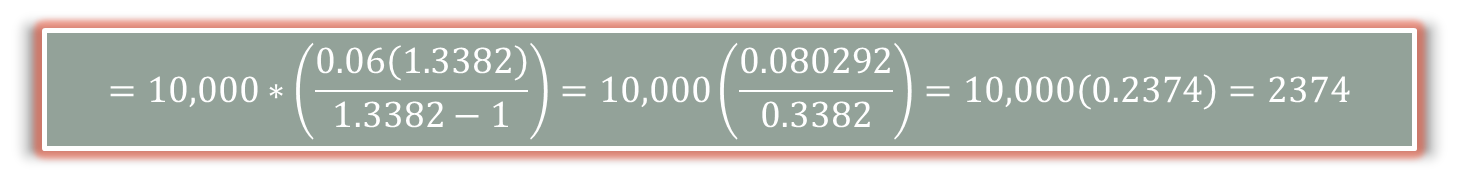 = 10,000 * (0.06(1.3382) / 1.3382 − 1) = 10,000 (0.080292 / 0.3382) = 10,000(0.2374) = 2374